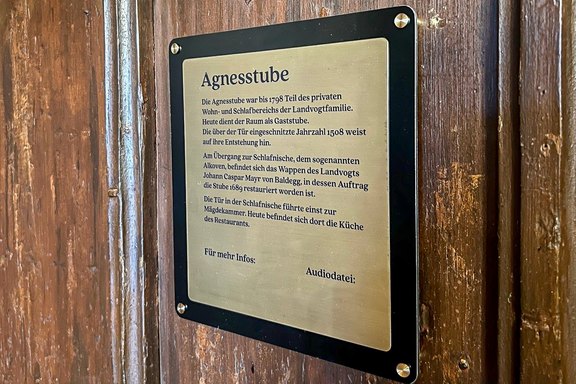 Agnesstube
Die Agnesstube war bis 1798 Teil des privaten
Wohn- und Schlafbereichs der Landvogtfamilie.
Heute dient der Raum als Gaststube.
Die über der Tür eingeschnitzte Jahrzahl 1508 weist
auf ihre Entstehung hin.
Am Übergang zur Schlafnische, dem sogenannten
Alkoven, befindet sich das Wappen des Landvogts
Johann Caspar Mayr von Baldegg, in dessen Auftrag
die Stube 1689 restauriert worden ist.
Die Tür in der Schlafnische führte einst zur
Mägdekammer. Heute befindet sich dort die Küche
des Restaurants.
Für mehr Infos:
Audiodatei: